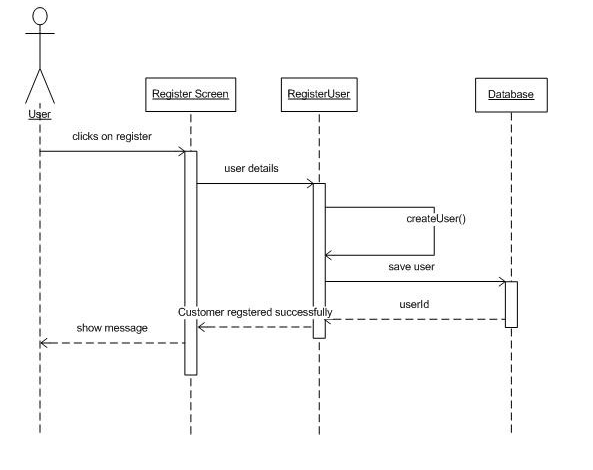 Register Screen
RegisterUser
Database
User
clicks on register
user details
createUser()
save user
userId
Customer regstered successfully
show message